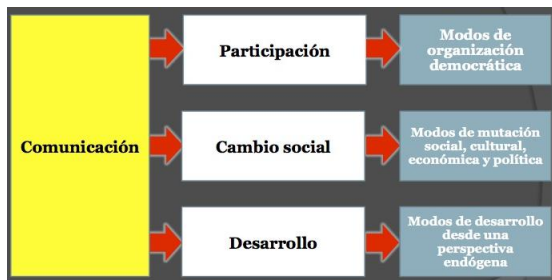 Comunicación
Participación
Modos de
organización
democrática
Cambio social
Modos de mutación
social, cultural,
económica y política
Desarrollo
Modos de desarrollo
desde una
perspectiva
endógena